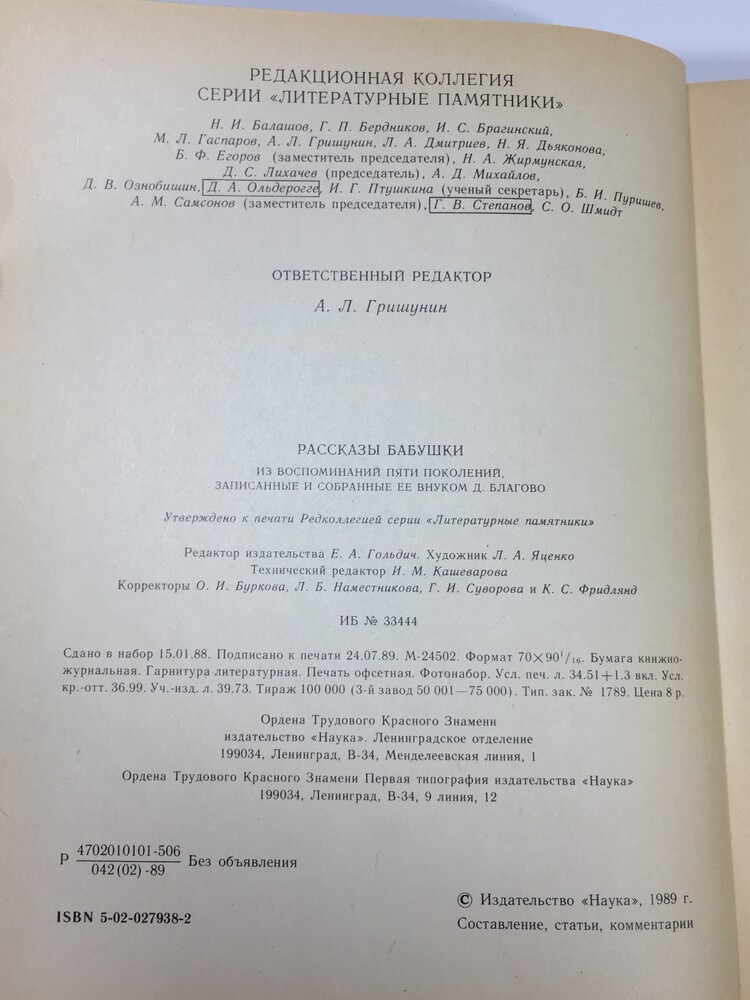 РЕДАКЦИОННАЯ КОЛЛЕГИЯ
СЕРИИ «ЛИТЕРАТУРНЫЕ ПАМЯТНИКИ»
Н. И. Балашов, Г. П. Бердников, И. С. Брагинский,
М. Л. Гаспаров, А. Л. Гришунин, Л. А. Дмитриев, Н. Я. Дьяконова,
Б. Ф. Егоров (заместитель председателя), Н. А. Жирмунская,
Д. С. Лихачев (председатель), А. Д. Михайлов,
Д. В. Ознобишин, Д. А. Ольдерогге, И. Г. Птушкина (ученый секретарь), Б. И. Пуришев,
А. М. Самсонов (заместитель председателя), Г. В. Степанов, С. О. Шмидт
ОТВЕТСТВЕННЫЙ РЕДАКТОР
А. Л. Гришунин
РАССКАЗЫ БАБУШКИ
ИЗ ВОСПОМИНАНИЙ ПЯТИ ПОКОЛЕНИЙ,
ЗАПИСАННЫЕ И СОБРАННЫЕ ЕЕ ВНУКОМ Д. БЛАГОВО
Утверждено к печати Редколлегией серии «Литературные памятники»
Редактор издательства Е. А. Гольдич. Художник Л. А. Яценко
Технический редактор И. М. Кашеварова
Корректоры О. И. Буркова, Л. Б. Наместникова, Г. И. Суворова и К. С. Фридлянд
ИБ № 33444
Сдано в набор 15.01.88. Подписано к печати 24.07.89. М-24502. Формат 70×90¹/₁₆. Бумага книжно-
журнальная. Гарнитура литературная. Печать офсетная. Фотонабор. Усл. печ. л. 34.51+1.3 вкл. Усл.
кр.-отт. 36.99. Уч.-изд. л. 39.73. Тираж 100 000 (3-й завод 50 001—75 000). Тип. зак. № 1789. Цена 8 р.
Ордена Трудового Красного Знамени
издательство «Наука». Ленинградское отделение
199034, Ленинград, В-34, Менделеевская линия, 1
Ордена Трудового Красного Знамени Первая типография издательства «Наука»
199034, Ленинград, В-34, 9 линия, 12
Р 4702010101-506 Без объявления
042(02)-89
© Издательство «Наука», 1989 г.
ISBN 5-02-027938-2
Составление, статьи, комментарии